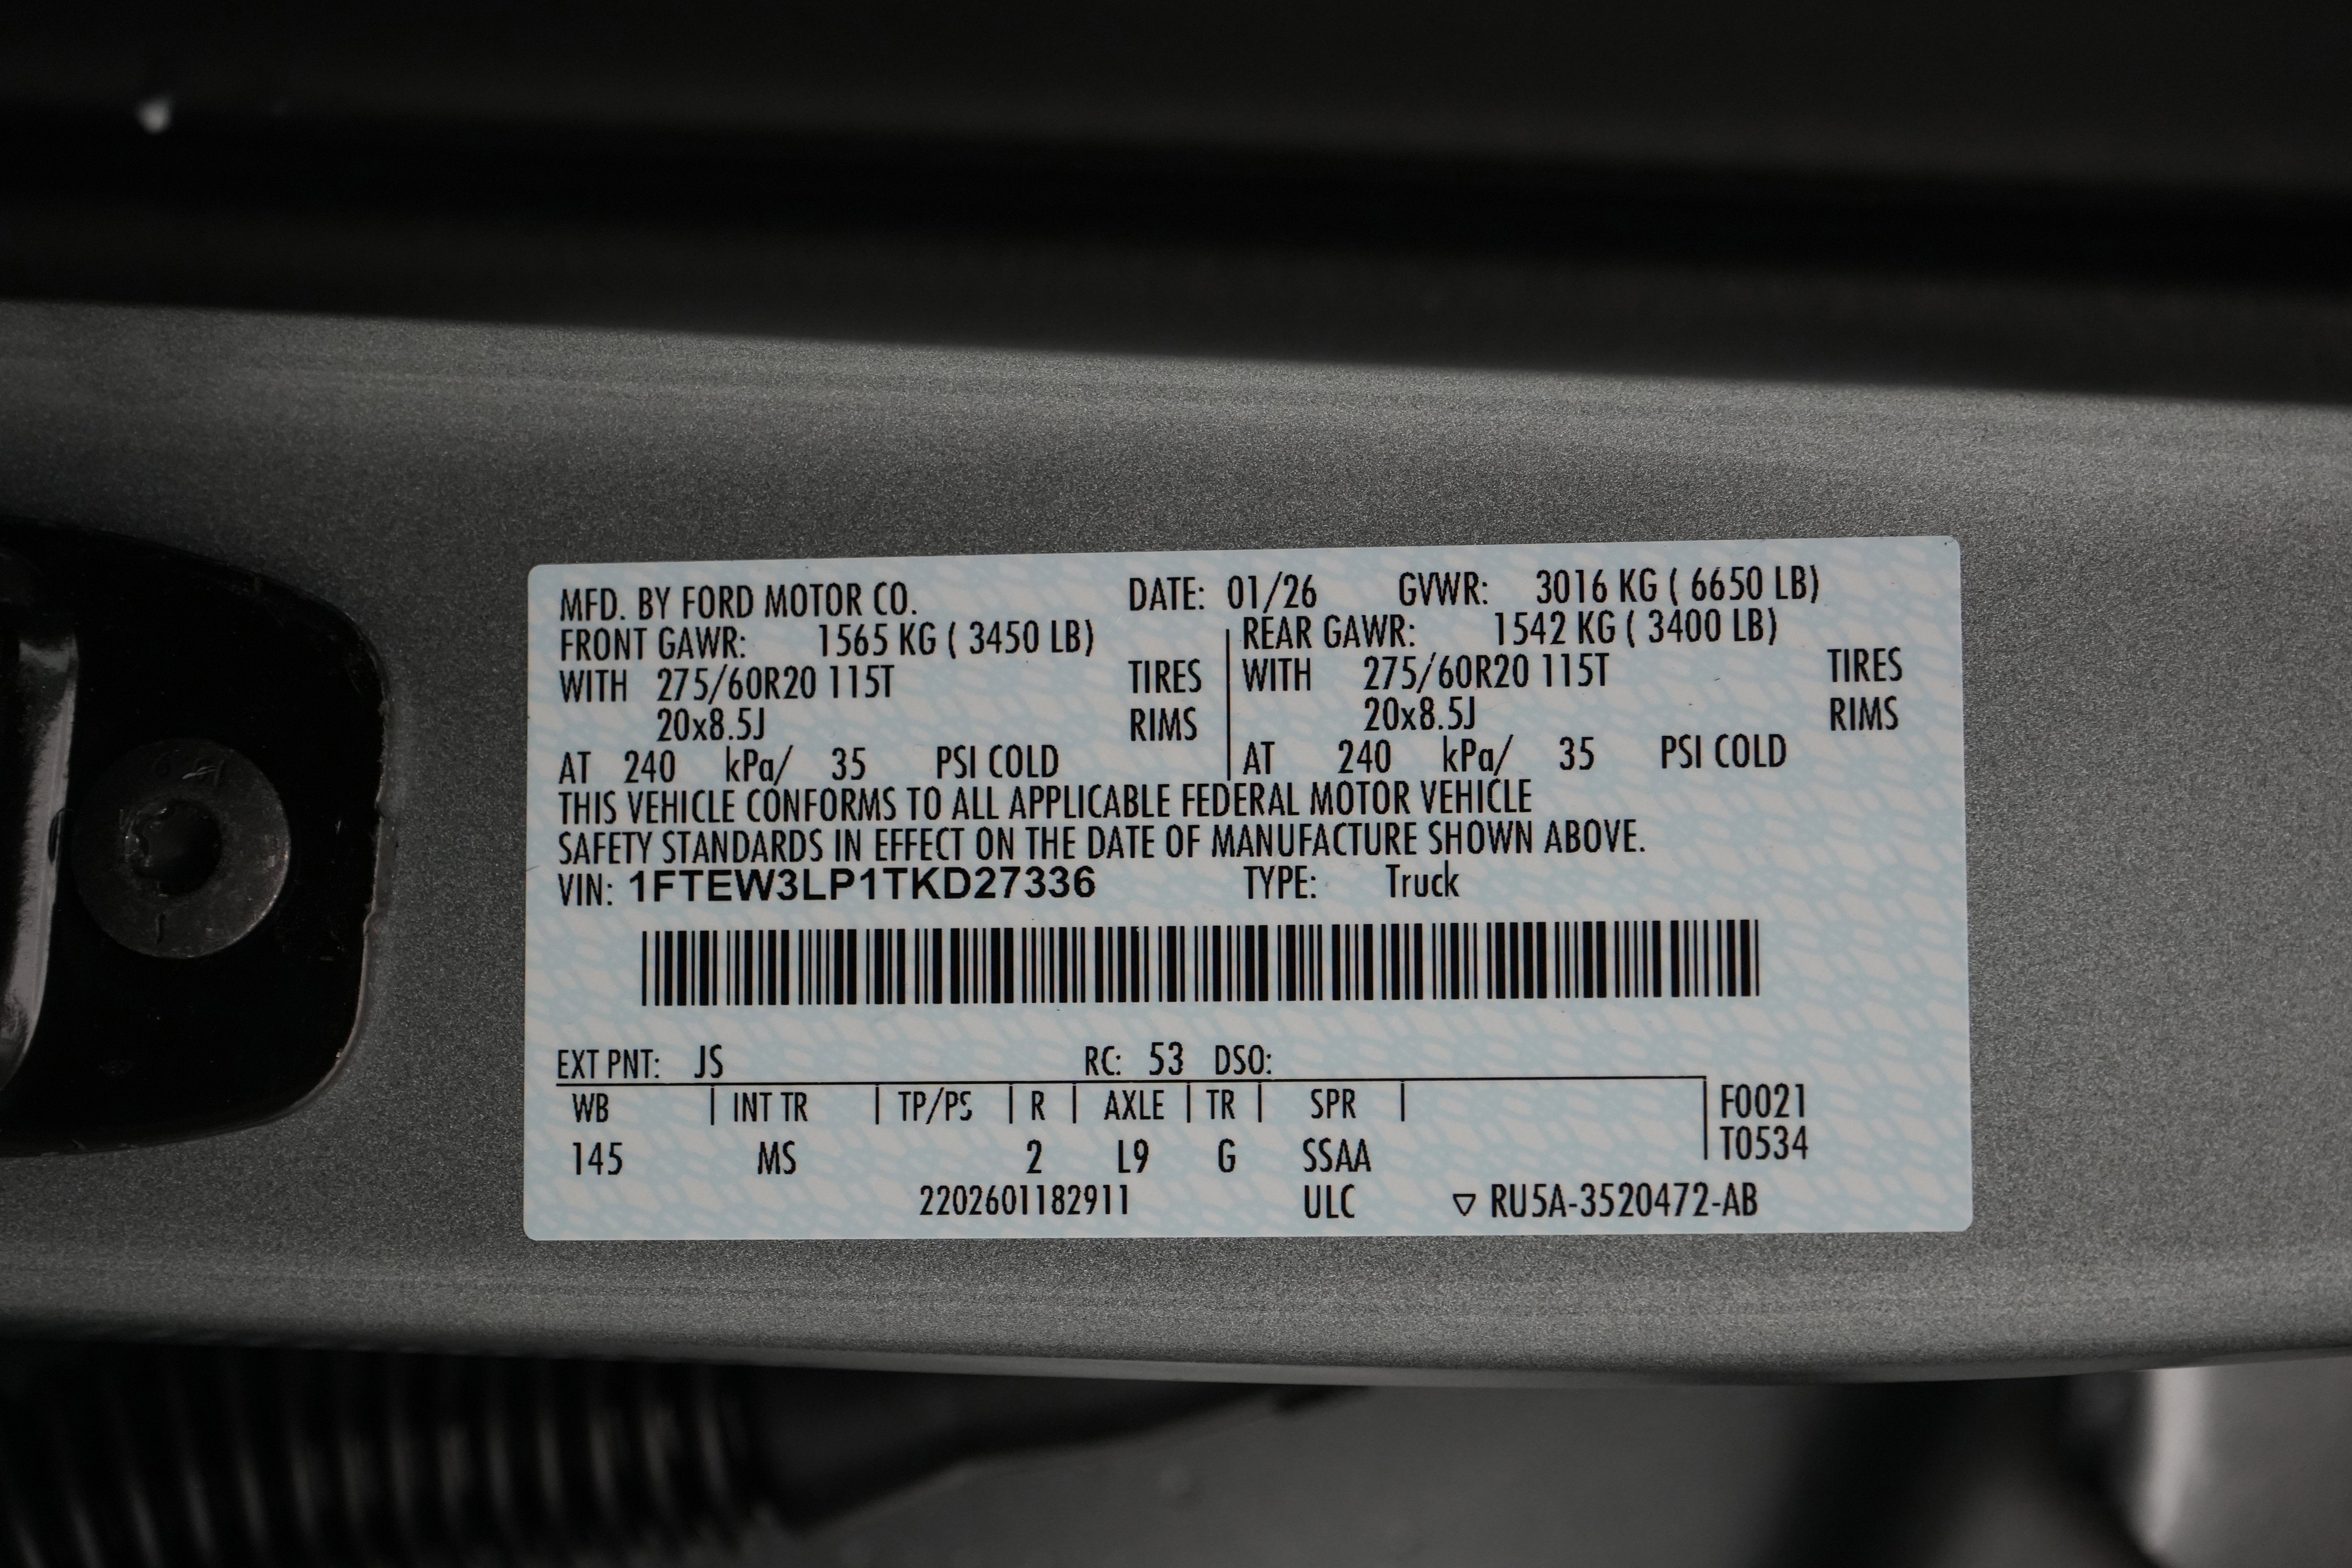 MFD. BY FORD MOTOR CO. DATE: 01/26 GVWR: 3016 KG ( 6650 LB)
FRONT GAWR: 1565 KG ( 3450 LB) REAR GAWR: 1542 KG ( 3400 LB)
WITH 275/60R20 115T TIRES WITH 275/60R20 115T TIRES
20x8.5J RIMS 20x8.5J RIMS
AT 240 kPa/ 35 PSI COLD AT 240 kPa/ 35 PSI COLD
THIS VEHICLE CONFORMS TO ALL APPLICABLE FEDERAL MOTOR VEHICLE
SAFETY STANDARDS IN EFFECT ON THE DATE OF MANUFACTURE SHOWN ABOVE.
VIN: 1FTEW3LP1TKD27336 TYPE: Truck
EXT PNT: JS RC: 53 DSO:
WB INT TR TP/PS R AXLE TR SPR F0021
145 MS 2 L9 G SSAA T0534
2202601182911 ULC ▽ RU5A-3520472-AB